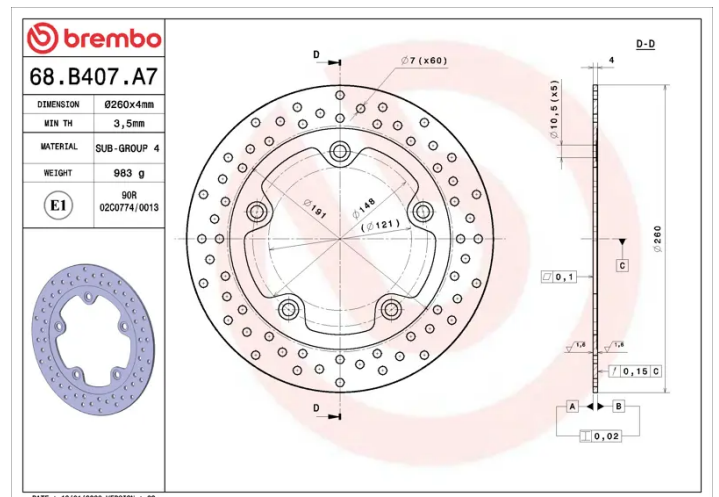 brembo
68.B407.A7
DIMENSION Ø260x4mm
MIN TH 3,5mm
MATERIAL SUB-GROUP 4
WEIGHT 983 g
E1 90R
02C0774/0013
D
Ø7 (x60)
Ø191
Ø148
(Ø121)
D
D-D
4
Ø10,5 (x5)
Ø260
C
0,1
1,6 1,6
0,15 C
A B
0,02